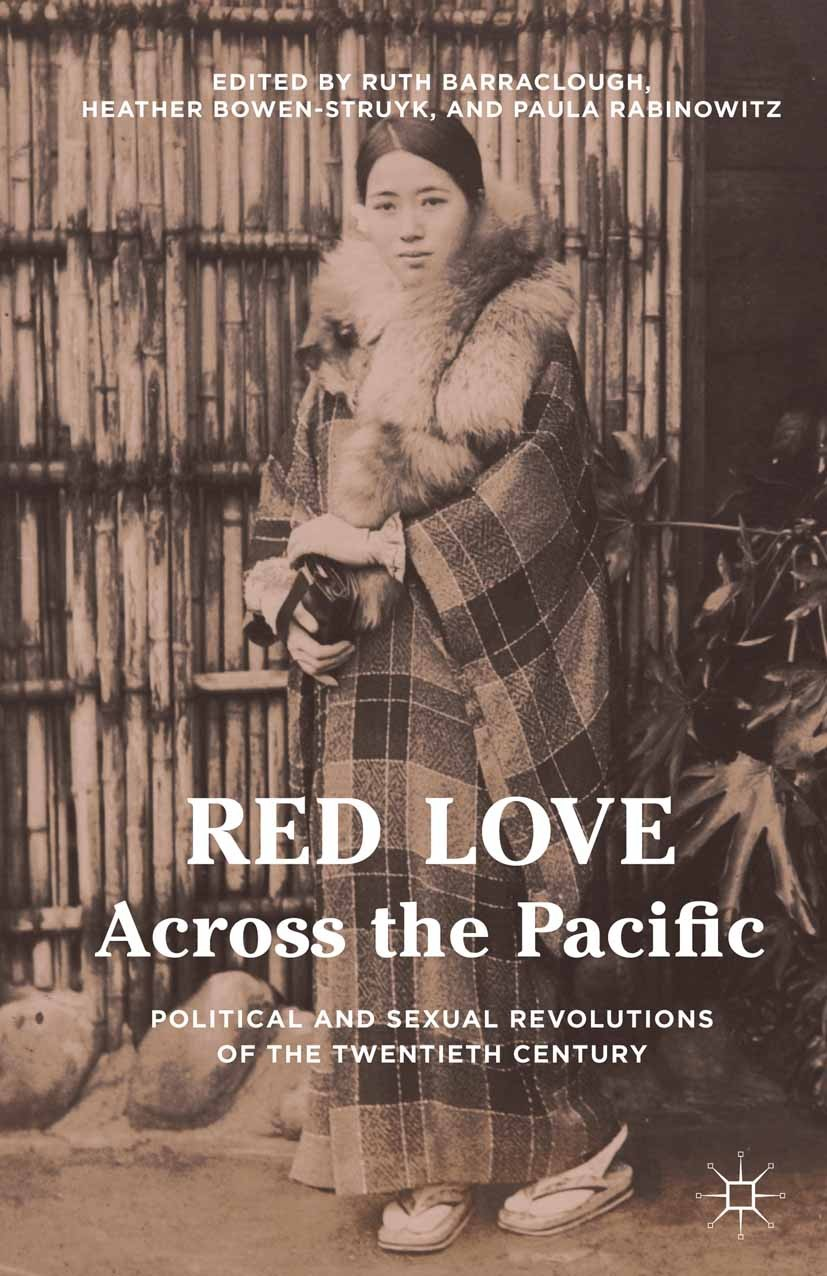 EDITED BY RUTH BARRACLOUGH,
HEATHER BOWEN-STRUYK, AND PAULA RABINOWITZ
RED LOVE
Across the Pacific
POLITICAL AND SEXUAL REVOLUTIONS
OF THE TWENTIETH CENTURY